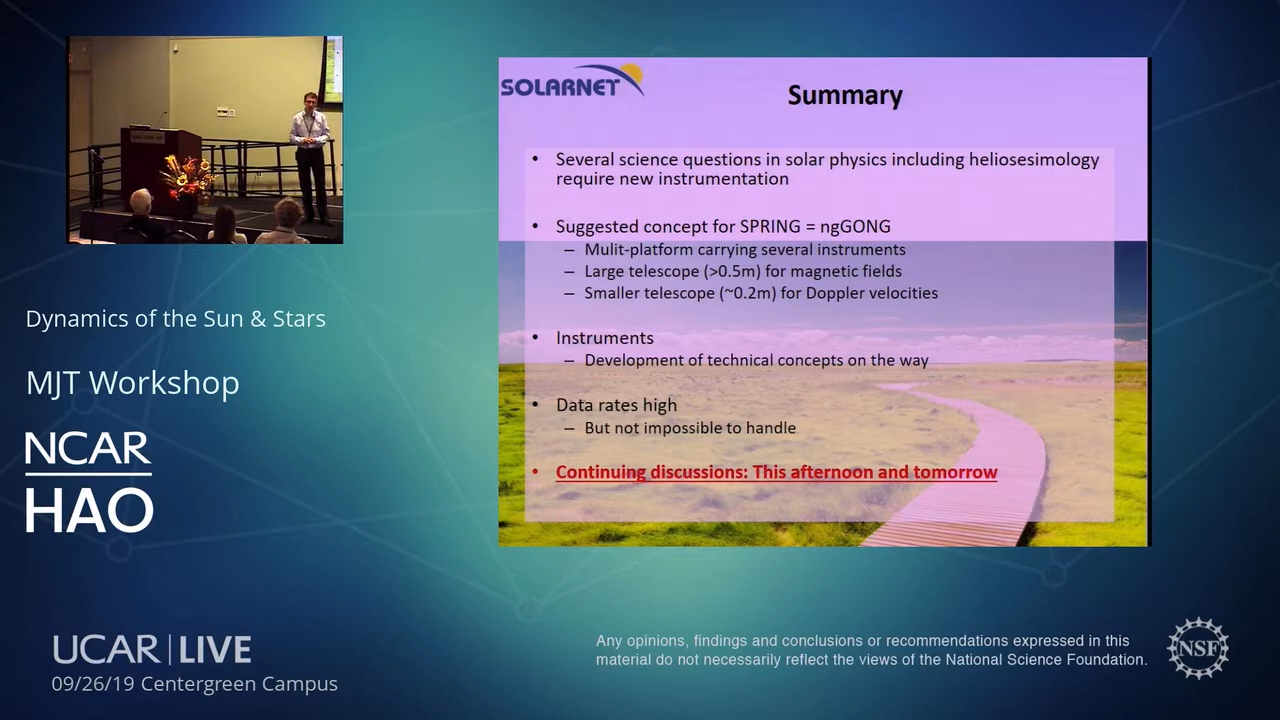 SOLARNET
Summary
• Several science questions in solar physics including heliosesimology
require new instrumentation
• Suggested concept for SPRING = ngGONG
– Mulit-platform carrying several instruments
– Large telescope (>0.5m) for magnetic fields
– Smaller telescope (~0.2m) for Doppler velocities
• Instruments
– Development of technical concepts on the way
• Data rates high
– But not impossible to handle
• Continuing discussions: This afternoon and tomorrow
Dynamics of the Sun & Stars
MJT Workshop
NCAR
HAO
UCAR | LIVE
09/26/19 Centergreen Campus
Any opinions, findings and conclusions or recommendations expressed in this
material do not necessarily reflect the views of the National Science Foundation.
NSF